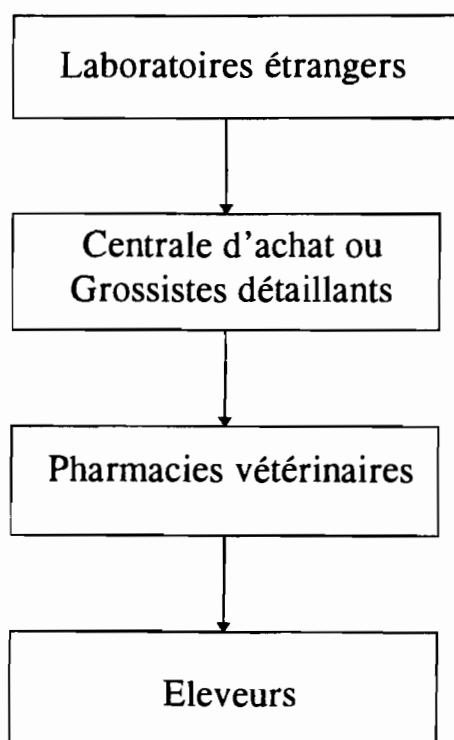 Laboratoires étrangers
Centrale d'achat ou
Grossistes détaillants
Pharmacies vétérinaires
Eleveurs